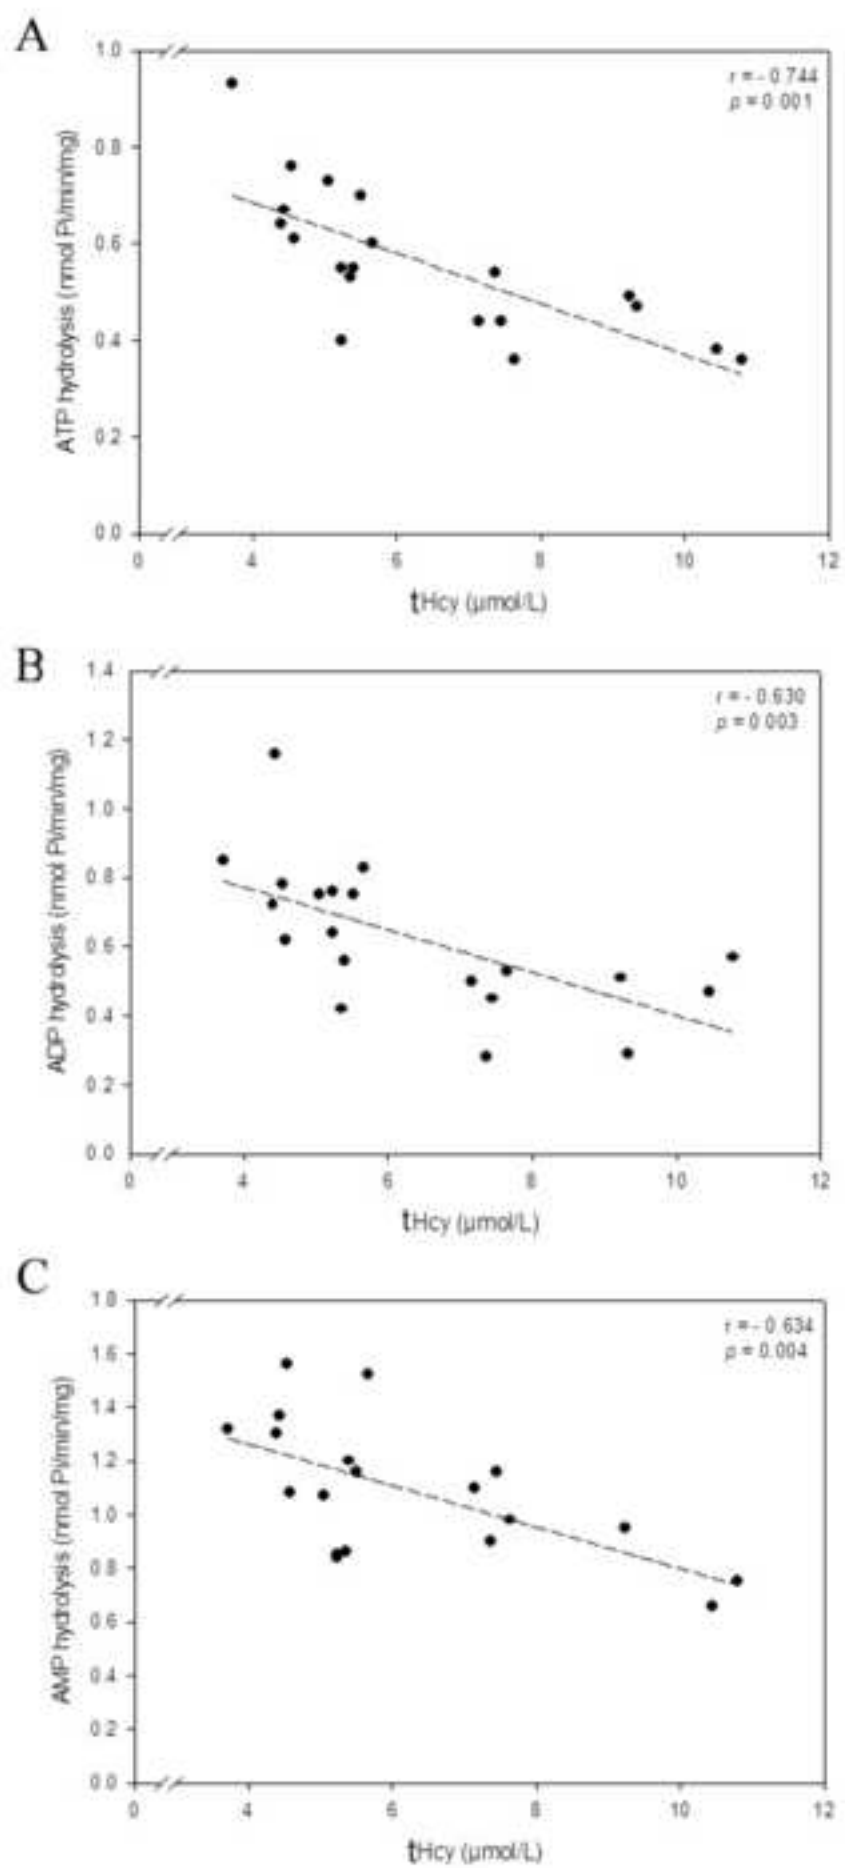 A
1.0
r = - 0.744
p = 0.001
0.8
0.6
0.4
0.2
0.0
ATP hydrolysis (nmol Pi/min/mg)
0 4 6 8 10 12
tHcy (μmol/L)
B
1.4
r = - 0.630
p = 0.003
1.2
1.0
0.8
0.6
0.4
0.2
0.0
ADP hydrolysis (nmol Pi/min/mg)
0 4 6 8 10 12
tHcy (μmol/L)
C
1.8
r = - 0.634
p = 0.004
1.6
1.4
1.2
1.0
0.8
0.6
0.4
0.2
0.0
AMP hydrolysis (nmol Pi/min/mg)
0 4 6 8 10 12
tHcy (μmol/L)